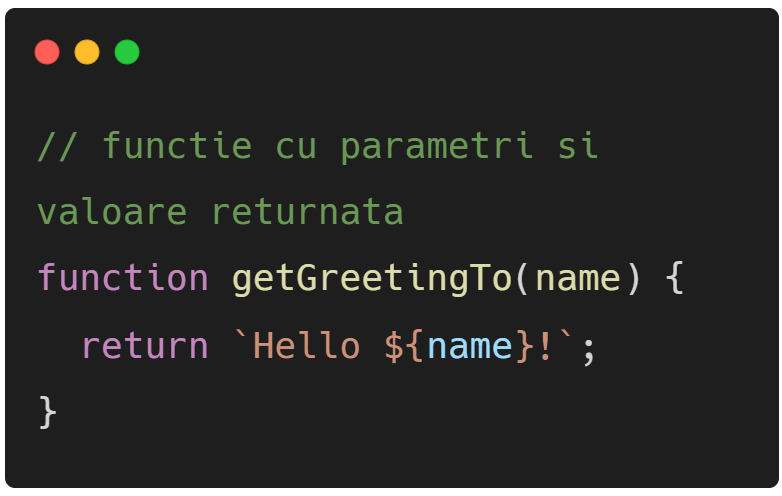 // functie cu parametri si
valoare returnata
function getGreetingTo(name) {
  return `Hello ${name}!`;
}